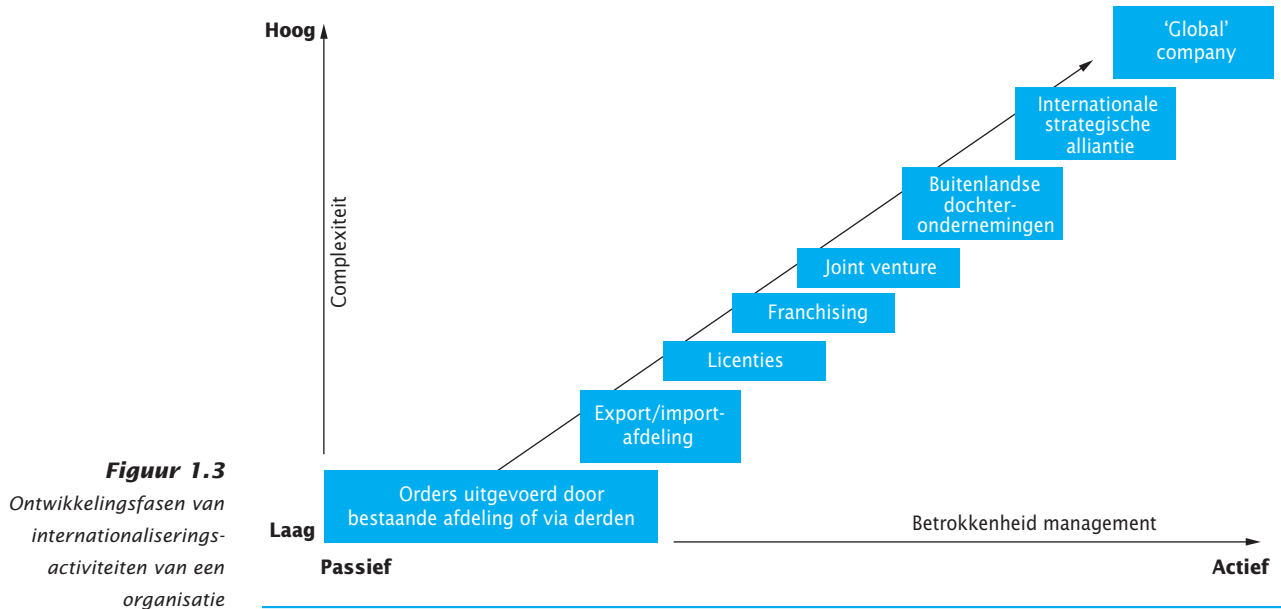 Hoog
Complexiteit
Laag
'Global'
company
Internationale
strategische
alliantie
Buitenlandse
dochter-
ondernemingen
Joint venture
Franchising
Licenties
Export/import-
afdeling
Orders uitgevoerd door
bestaande afdeling of via derden
Betrokkenheid management
Passief
Actief
Figuur 1.3
Ontwikkelingsfasen van
internationaliserings-
activiteiten van een
organisatie